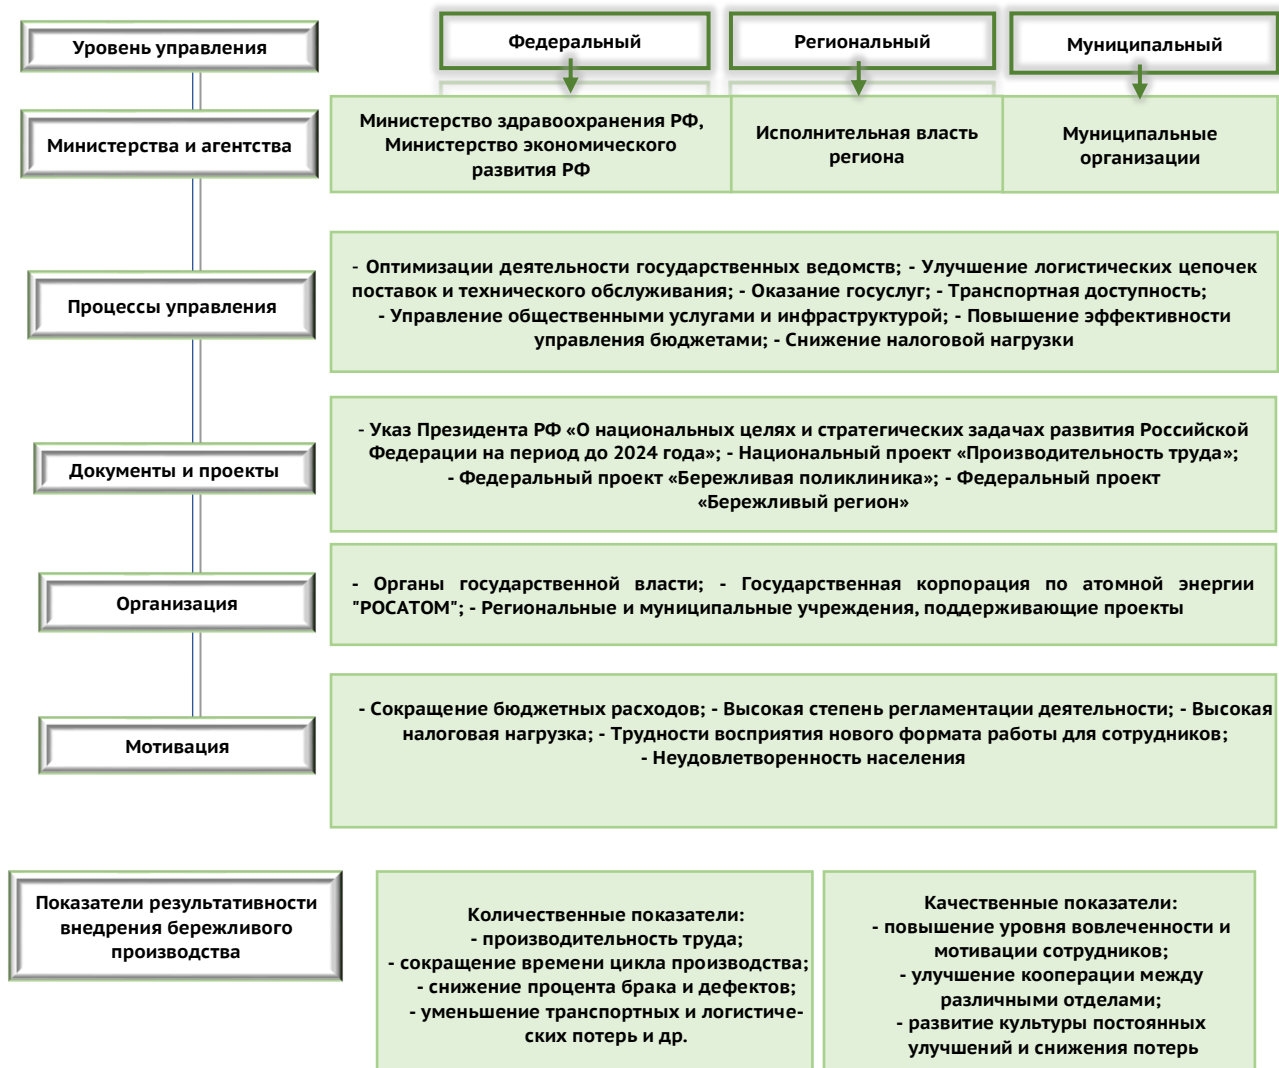 Уровень управления
Федеральный
Региональный
Муниципальный
Министерства и агентства
Министерство здравоохранения РФ,
Министерство экономического
развития РФ
Исполнительная власть
региона
Муниципальные
организации
Процессы управления
- Оптимизации деятельности государственных ведомств; - Улучшение логистических цепочек
поставок и технического обслуживания; - Оказание госуслуг; - Транспортная доступность;
- Управление общественными услугами и инфраструктурой; - Повышение эффективности
управления бюджетами; - Снижение налоговой нагрузки
Документы и проекты
- Указ Президента РФ «О национальных целях и стратегических задачах развития Российской
Федерации на период до 2024 года»; - Национальный проект «Производительность труда»;
- Федеральный проект «Бережливая поликлиника»; - Федеральный проект
«Бережливый регион»
Организация
- Органы государственной власти; - Государственная корпорация по атомной энергии
"РОСАТОМ"; - Региональные и муниципальные учреждения, поддерживающие проекты
Мотивация
- Сокращение бюджетных расходов; - Высокая степень регламентации деятельности; - Высокая
налоговая нагрузка; - Трудности восприятия нового формата работы для сотрудников;
- Неудовлетворенность населения
Показатели результативности
внедрения бережливого
производства
Количественные показатели:
- производительность труда;
- сокращение времени цикла производства;
- снижение процента брака и дефектов;
- уменьшение транспортных и логистиче-
ских потерь и др.
Качественные показатели:
- повышение уровня вовлеченности и
мотивации сотрудников;
- улучшение кооперации между
различными отделами;
- развитие культуры постоянных
улучшений и снижения потерь